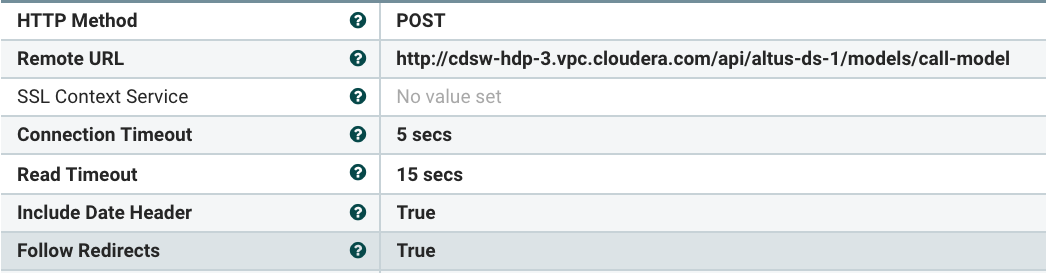 HTTP Method ? POST
Remote URL ? http://cdsw-hdp-3.vpc.cloudera.com/api/altus-ds-1/models/call-model
SSL Context Service ? No value set
Connection Timeout ? 5 secs
Read Timeout ? 15 secs
Include Date Header ? True
Follow Redirects ? True